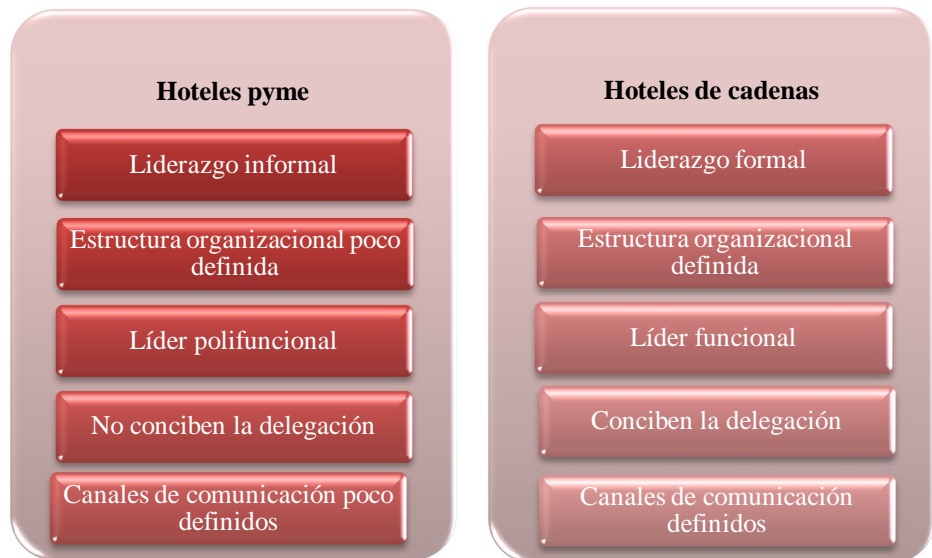 Hoteles pyme
Liderazgo informal
Estructura organizacional poco
definida
Líder polifuncional
No conciben la delegación
Canales de comunicación poco
definidos
Hoteles de cadenas
Liderazgo formal
Estructura organizacional
definida
Líder funcional
Conciben la delegación
Canales de comunicación
definidos